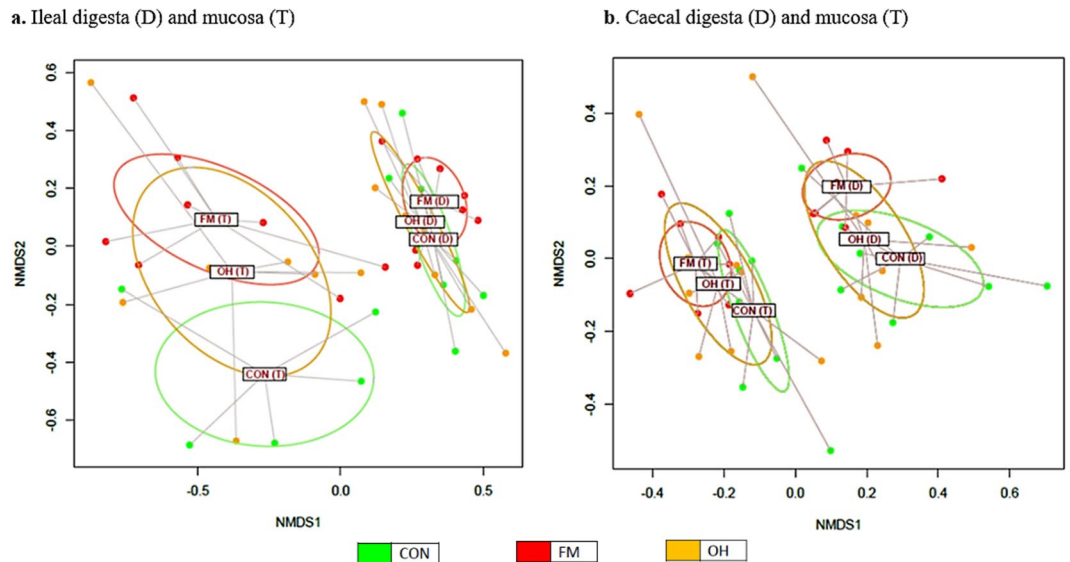 a. Ileal digesta (D) and mucosa (T)
b. Caecal digesta (D) and mucosa (T)
0.6
0.4
0.2
0.0
-0.2
-0.4
-0.6
NMDS2
FM (T)
OH (T)
CON (T)
FM (D)
OH (D)
CON (D)
-0.5
0.0
0.5
NMDS1
0.4
0.2
0.0
-0.2
-0.4
NMDS2
FM (D)
OH (D)
CON (D)
FM (T)
OH (T)
CON (T)
-0.4
-0.2
0.0
0.2
0.4
0.6
NMDS1
CON
FM
OH